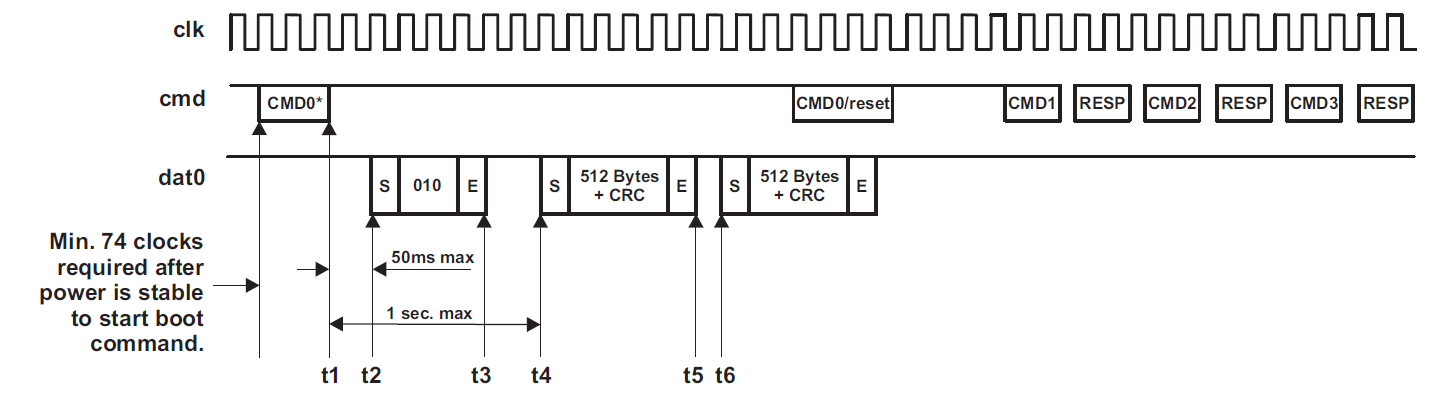 clk
cmd
CMD0*
CMD0/reset
CMD1
RESP
CMD2
RESP
CMD3
RESP
dat0
S
010
E
S
512 Bytes
+ CRC
E
S
512 Bytes
+ CRC
E
Min. 74 clocks
required after
power is stable
to start boot
command.
50ms max
1 sec. max
t1
t2
t3
t4
t5
t6